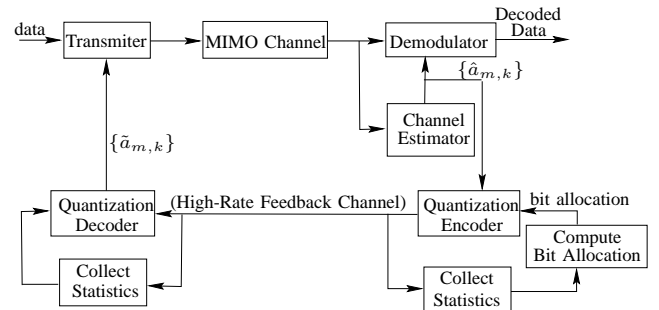 data
Transmiter
MIMO Channel
Demodulator
Decoded
Data
{â_{m,k}}
Channel
Estimator
{ã_{m,k}}
(High-Rate Feedback Channel)
Quantization
Decoder
Quantization
Encoder
bit allocation
Compute
Bit Allocation
Collect
Statistics
Collect
Statistics